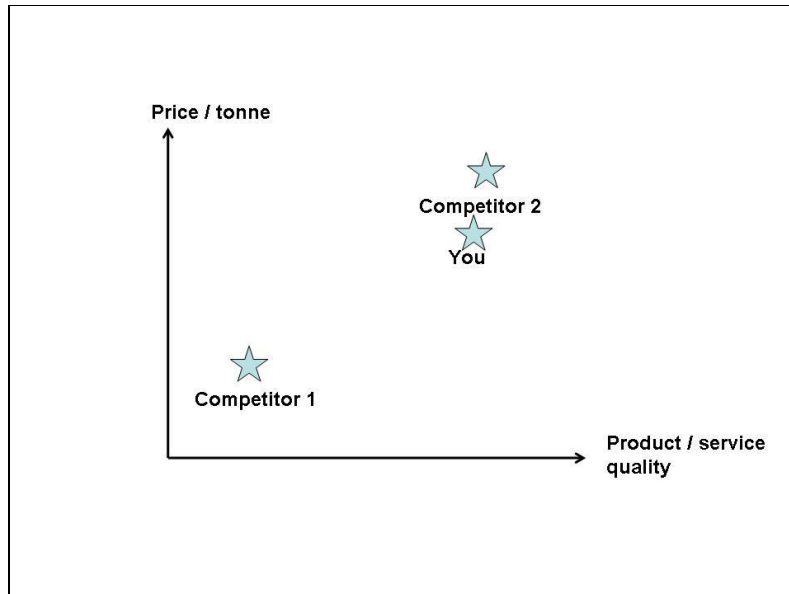 Price / tonne
Competitor 2
You
Competitor 1
Product / service
quality